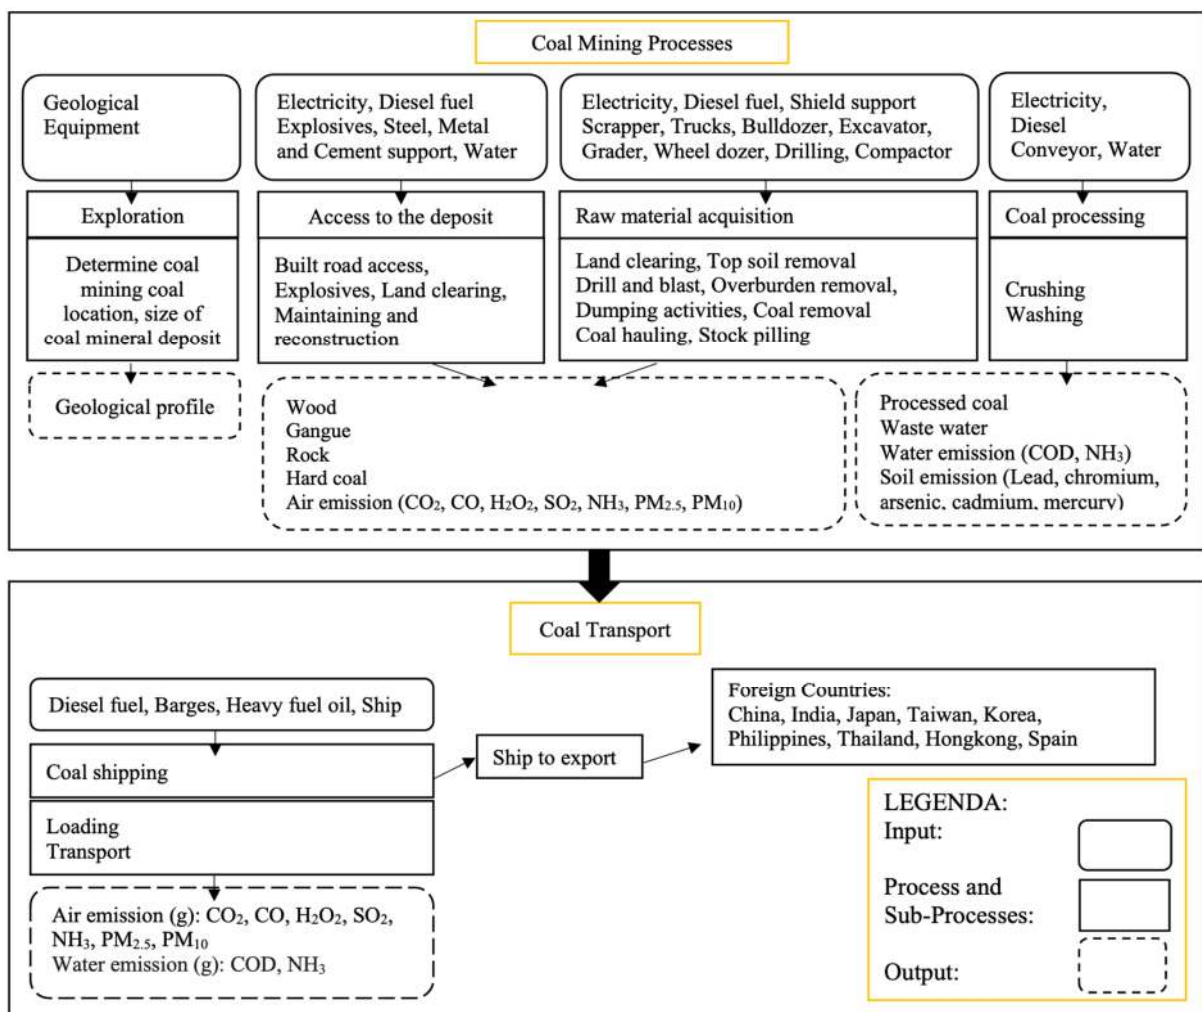 Coal Mining Processes
Geological
Equipment
Electricity, Diesel fuel
Explosives, Steel, Metal
and Cement support, Water
Electricity, Diesel fuel, Shield support
Scrapper, Trucks, Bulldozer, Excavator,
Grader, Wheel dozer, Drilling, Compactor
Electricity,
Diesel
Conveyor, Water
Exploration
Determine coal
mining coal
location, size of
coal mineral deposit
Access to the deposit
Built road access,
Explosives, Land clearing,
Maintaining and
reconstruction
Raw material acquisition
Land clearing, Top soil removal
Drill and blast, Overburden removal,
Dumping activities, Coal removal
Coal hauling, Stock pilling
Coal processing
Crushing
Washing
Geological profile
Wood
Gangue
Rock
Hard coal
Air emission (CO₂, CO, H₂O₂, SO₂, NH₃, PM₂.₅, PM₁₀)
Processed coal
Waste water
Water emission (COD, NH₃)
Soil emission (Lead, chromium,
arsenic, cadmium, mercury)
Coal Transport
Diesel fuel, Barges, Heavy fuel oil, Ship
Coal shipping
Loading
Transport
Air emission (g): CO₂, CO, H₂O₂, SO₂,
NH₃, PM₂.₅, PM₁₀
Water emission (g): COD, NH₃
Ship to export
Foreign Countries:
China, India, Japan, Taiwan, Korea,
Philippines, Thailand, Hongkong, Spain
LEGENDA:
Input:
Process and
Sub-Processes:
Output: